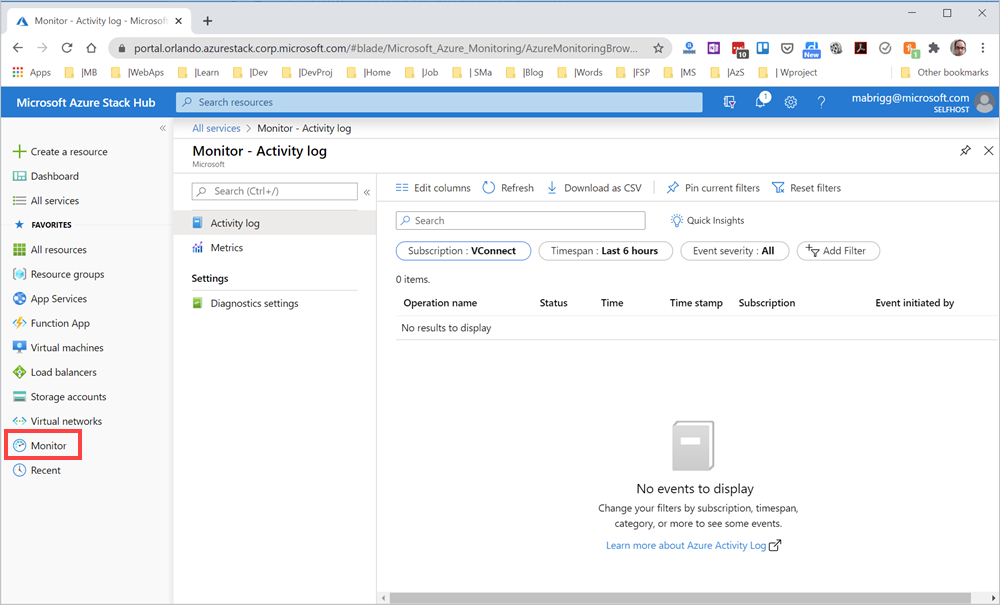 Monitor - Activity log - Microsoft
portal.orlando.azurestack.corp.microsoft.com/#blade/Microsoft_Azure_Monitoring/AzureMonitoringBrow...
10
New
1
Apps
|MB
|WebAps
|Learn
|Dev
|DevProj
|Home
|Job
| SMa
|Blog
|Words
|FSP
|MS
|AzS
| Wproject
Other bookmarks
Microsoft Azure Stack Hub
Search resources
1
mabrigg@microsoft.com
SELFHOST
Create a resource
Dashboard
All services
FAVORITES
All resources
Resource groups
App Services
Function App
Virtual machines
Load balancers
Storage accounts
Virtual networks
Monitor
Recent
All services > Monitor - Activity log
Monitor - Activity log
Microsoft
Search (Ctrl+/)
Activity log
Metrics
Settings
Diagnostics settings
Edit columns
Refresh
Download as CSV
Pin current filters
Reset filters
Search
Quick Insights
Subscription : VConnect
Timespan : Last 6 hours
Event severity : All
Add Filter
0 items.
Operation name
Status
Time
Time stamp
Subscription
Event initiated by
No results to display
No events to display
Change your filters by subscription, timespan,
category, or more to see some events.
Learn more about Azure Activity Log